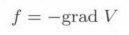 f = −grad V